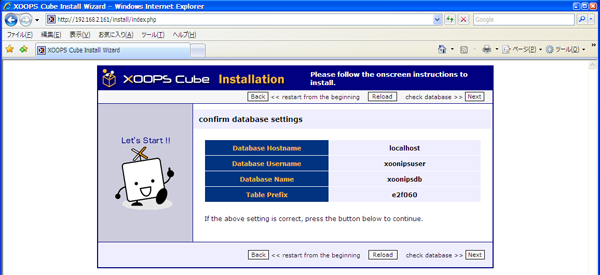 XOOPS Cube Install Wizard - Windows Internet Explorer
http://192.168.2.161/install/index.php
Google
ファイル(F) 編集(E) 表示(V) お気に入り(A) ツール(T) ヘルプ(H)
XOOPS Cube Install Wizard
ページ(P) ツール(O)
XOOPS Cube Installation
Please follow the onscreen instructions to
install.
Back << restart from the beginning Reload check database >> Next
Let's Start !!
confirm database settings
Database Hostname localhost
Database Username xoonipsuser
Database Name xoonipsdb
Table Prefix e2f060
If the above setting is correct, press the button below to continue.
Back << restart from the beginning Reload check database >> Next